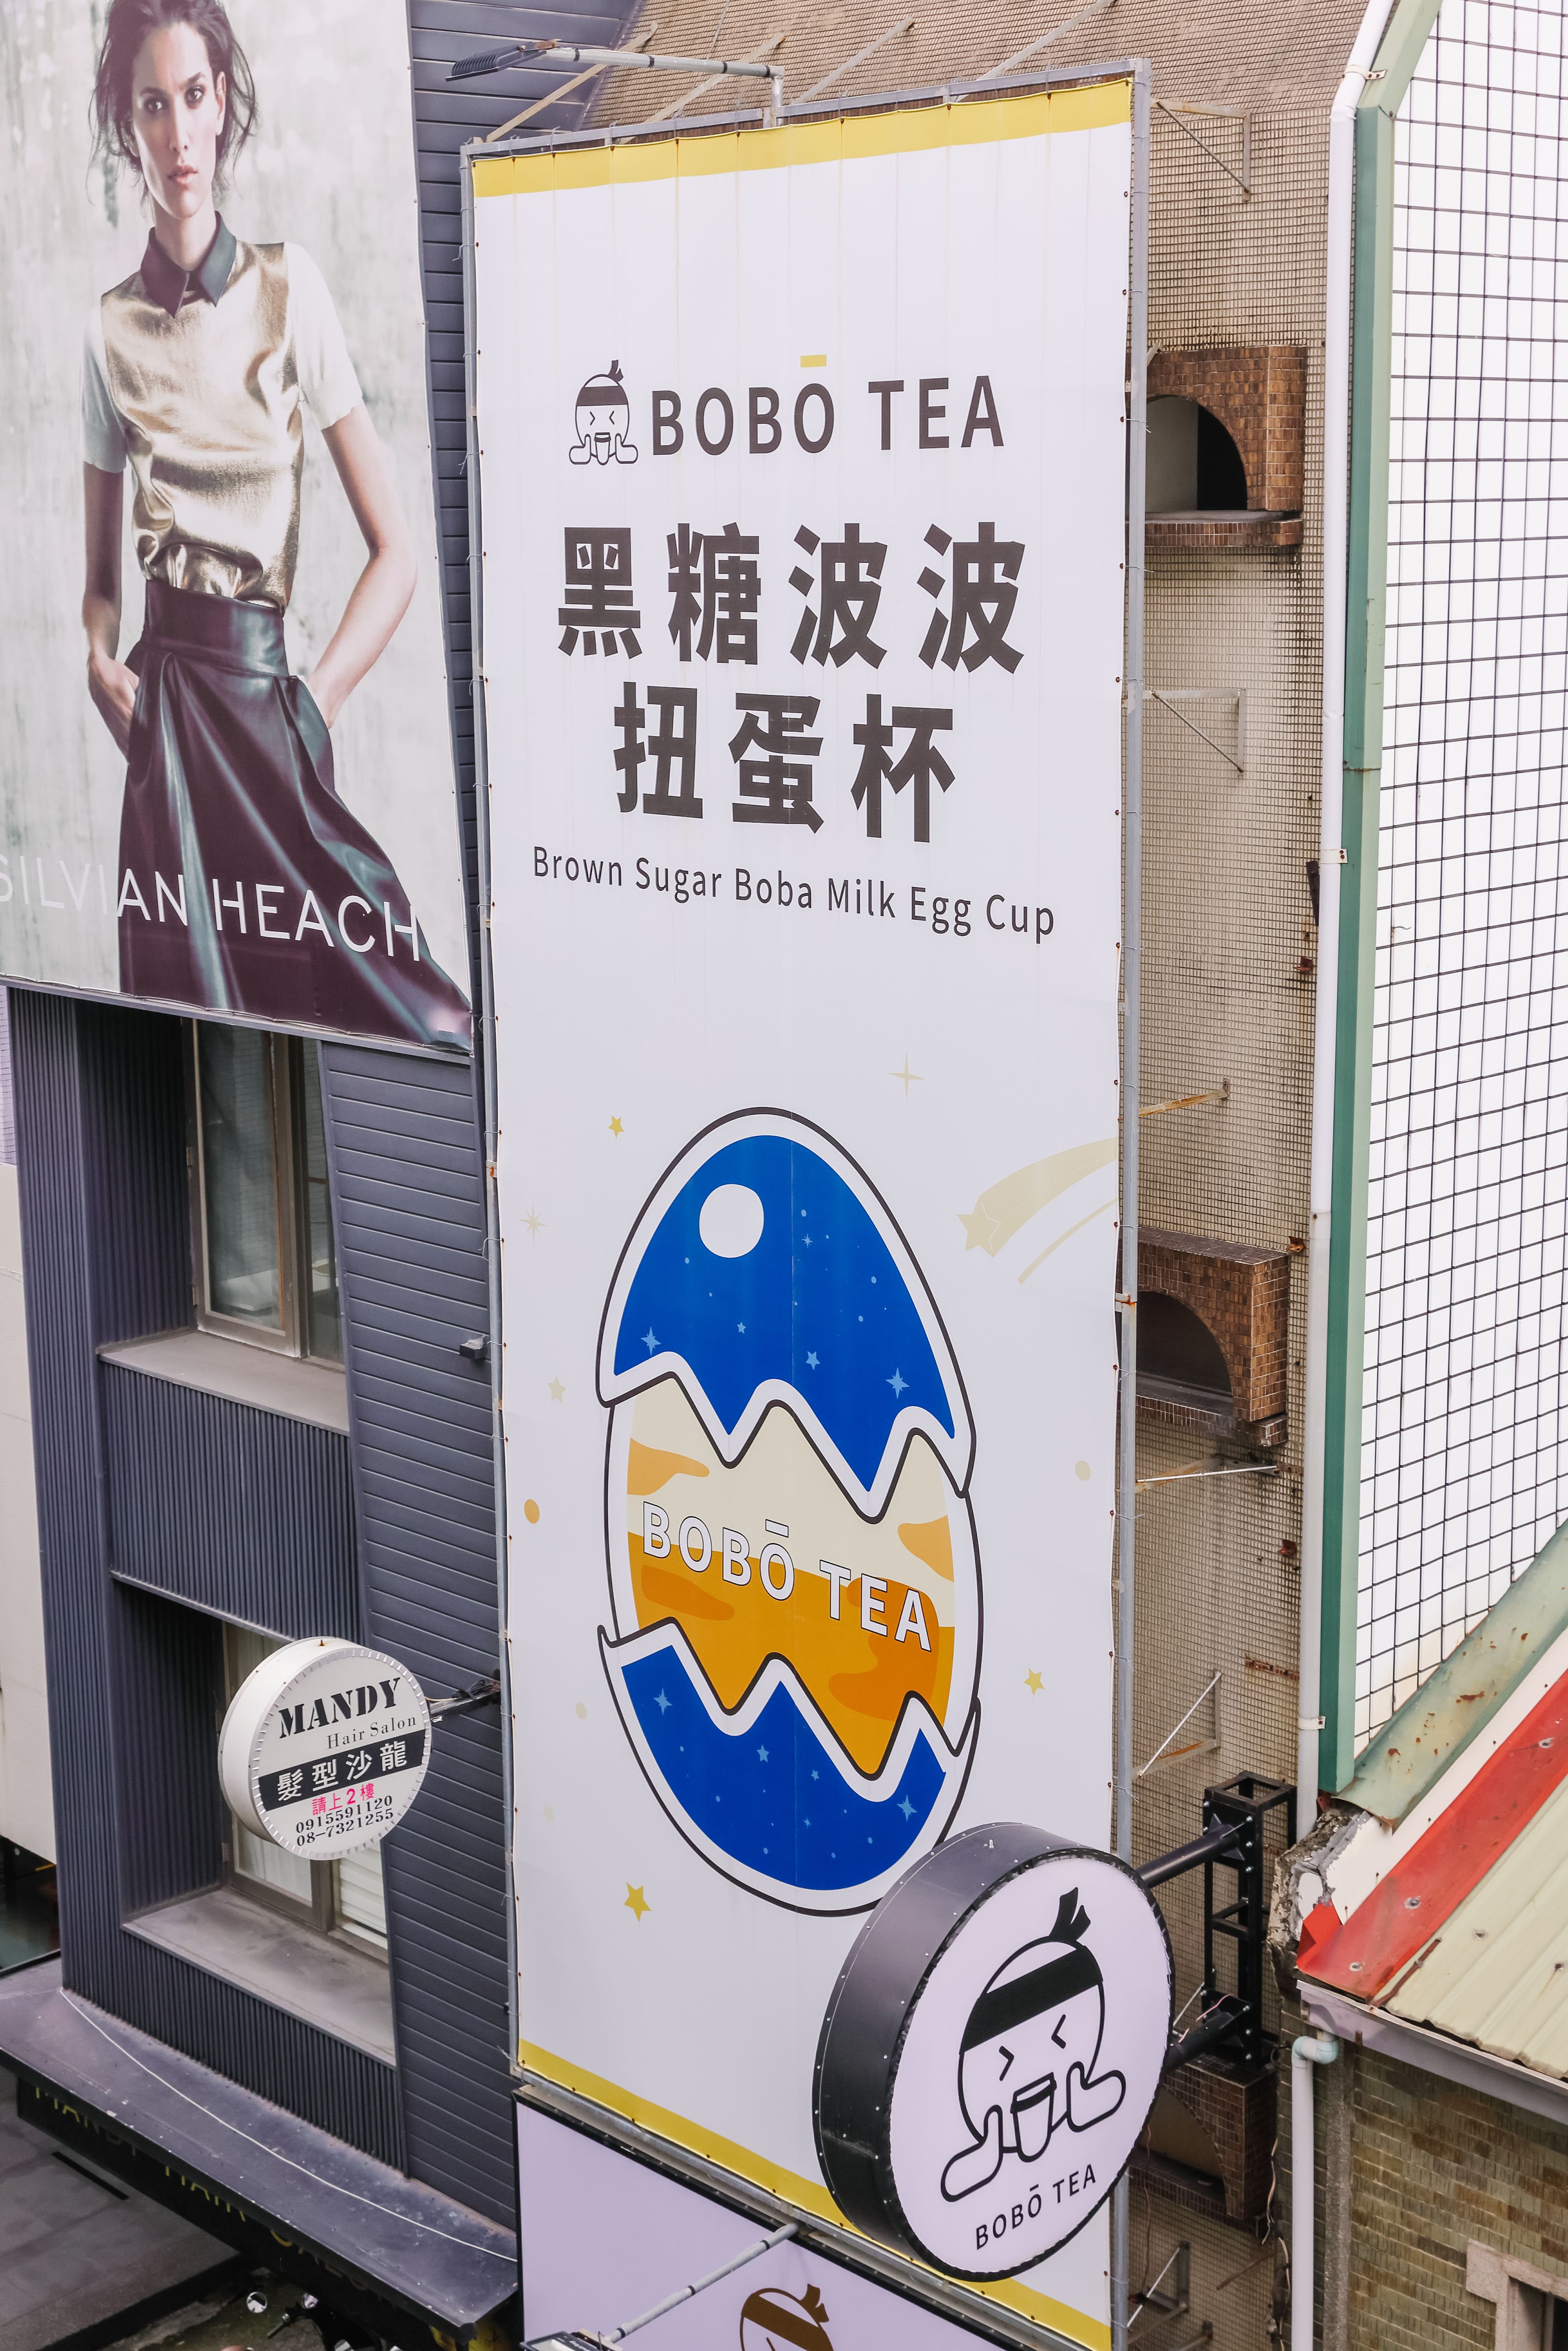 SILVIAN HEACH
BOBŌ TEA
黑糖波波
扭蛋杯
Brown Sugar Boba Milk Egg Cup
BOBŌ TEA
MANDY
Hair Salon
髮型沙龍
請上2樓
0915591120
08-7321255
BOBŌ TEA